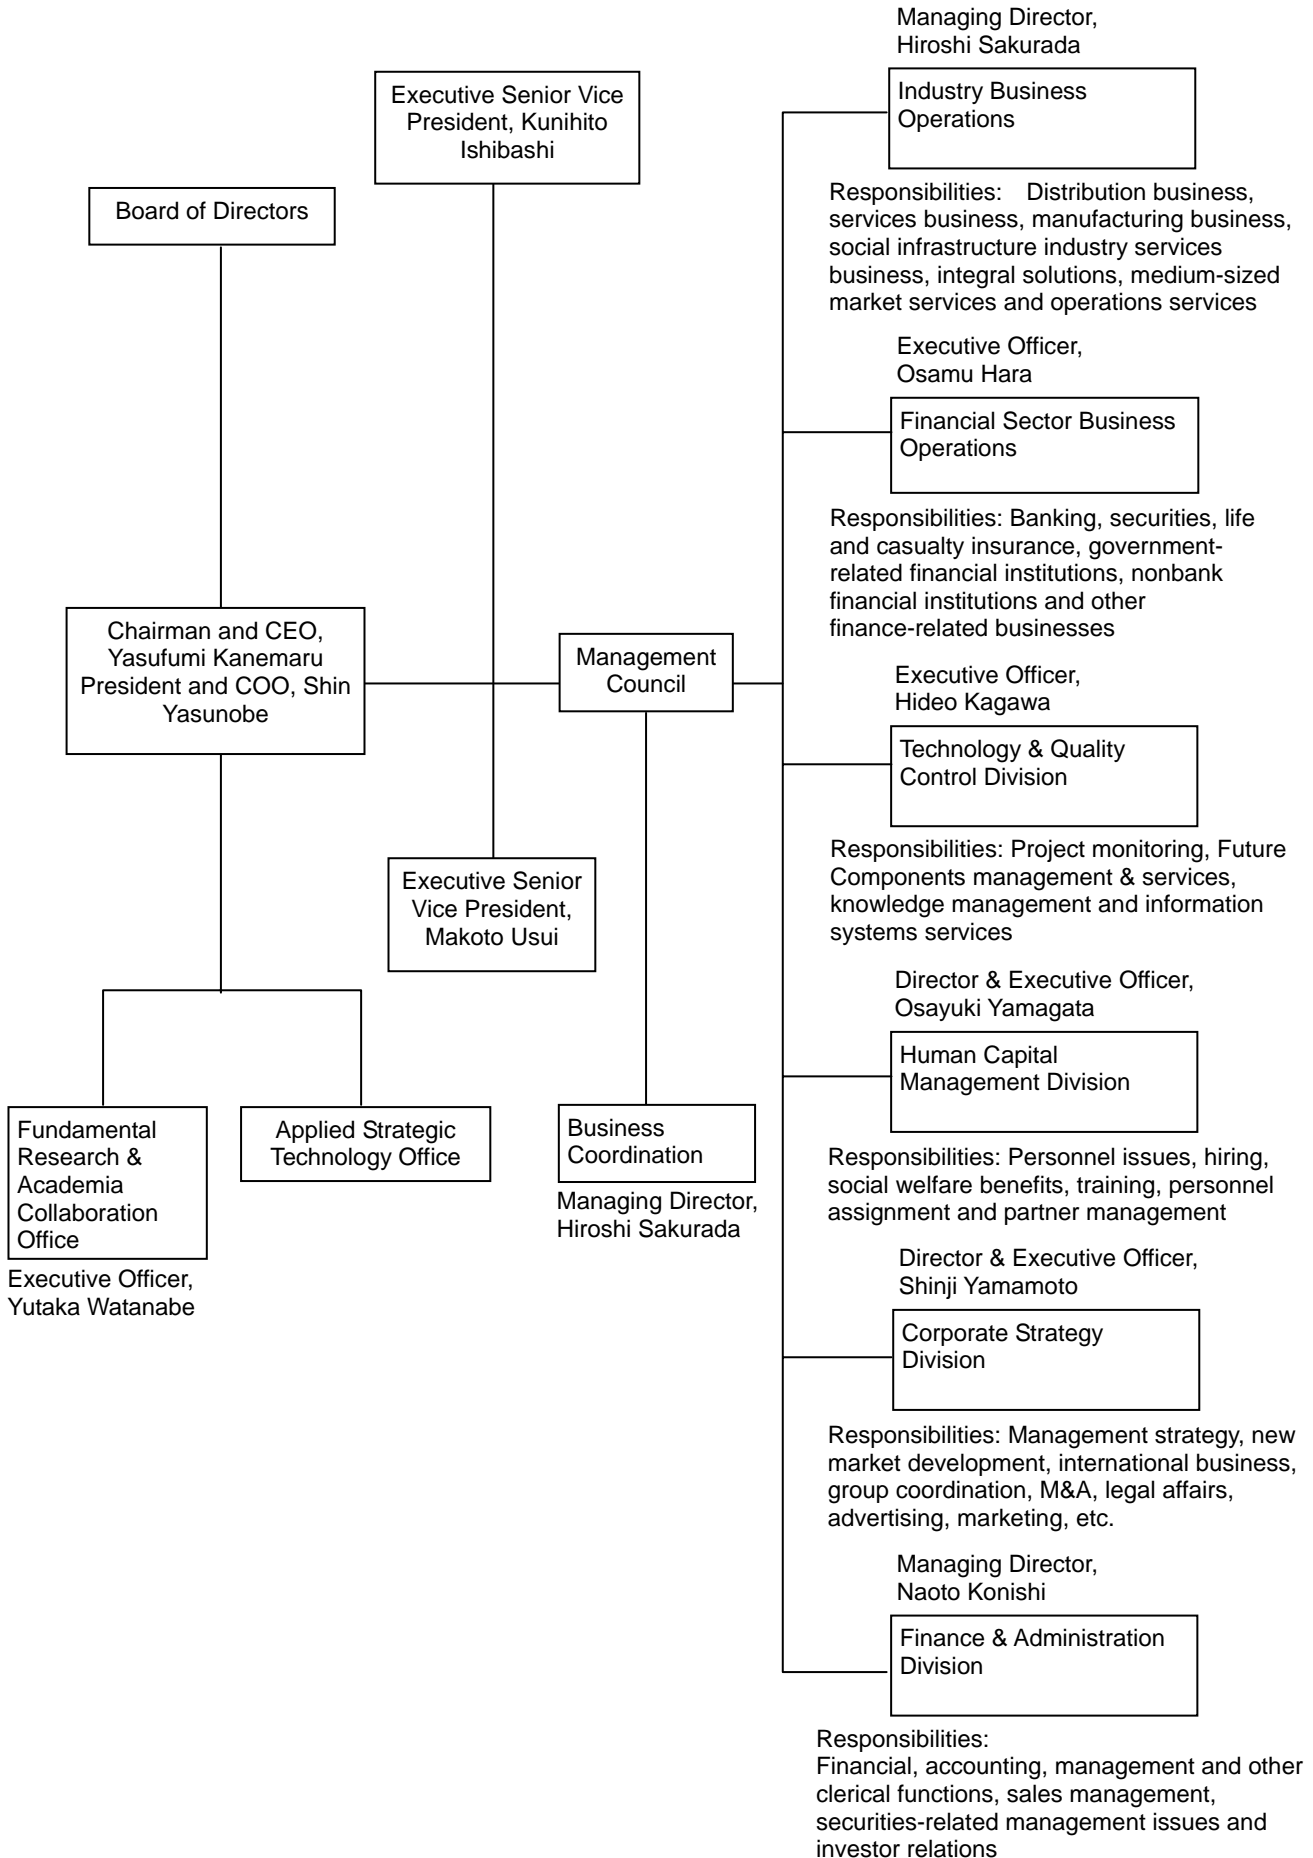 Managing Director,
Hiroshi Sakurada
Industry Business
Operations
Responsibilities: Distribution business,
services business, manufacturing business,
social infrastructure industry services
business, integral solutions, medium-sized
market services and operations services
Executive Senior Vice
President, Kunihito
Ishibashi
Board of Directors
Executive Officer,
Osamu Hara
Financial Sector Business
Operations
Responsibilities: Banking, securities, life
and casualty insurance, government-
related financial institutions, nonbank
financial institutions and other
finance-related businesses
Chairman and CEO,
Yasufumi Kanemaru
President and COO, Shin
Yasunobe
Management
Council
Executive Officer,
Hideo Kagawa
Technology & Quality
Control Division
Responsibilities: Project monitoring, Future
Components management & services,
knowledge management and information
systems services
Executive Senior
Vice President,
Makoto Usui
Director & Executive Officer,
Osayuki Yamagata
Human Capital
Management Division
Responsibilities: Personnel issues, hiring,
social welfare benefits, training, personnel
assignment and partner management
Fundamental
Research &
Academia
Collaboration
Office
Executive Officer,
Yutaka Watanabe
Applied Strategic
Technology Office
Business
Coordination
Managing Director,
Hiroshi Sakurada
Director & Executive Officer,
Shinji Yamamoto
Corporate Strategy
Division
Responsibilities: Management strategy, new
market development, international business,
group coordination, M&A, legal affairs,
advertising, marketing, etc.
Managing Director,
Naoto Konishi
Finance & Administration
Division
Responsibilities:
Financial, accounting, management and other
clerical functions, sales management,
securities-related management issues and
investor relations